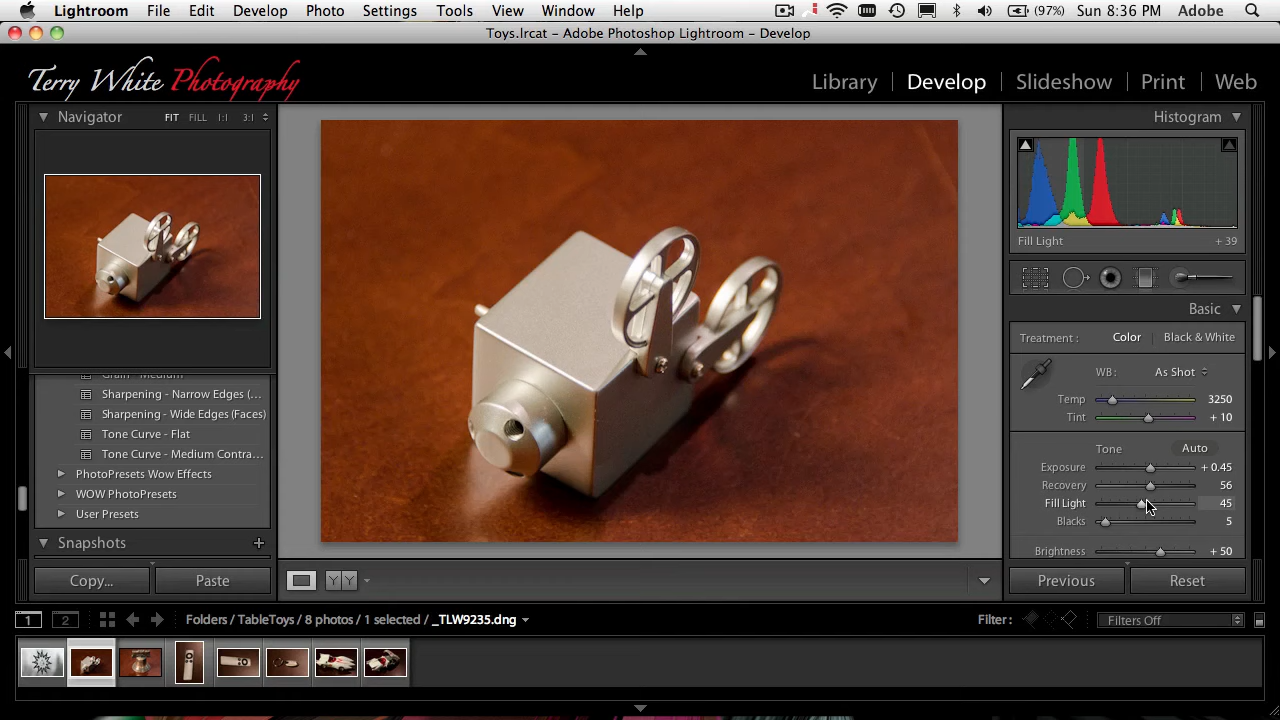 Lightroom File Edit Develop Photo Settings Tools View Window Help (97%) Sun 8:36 PM Adobe
Toys.lrcat – Adobe Photoshop Lightroom – Develop
Terry White Photography
Library | Develop | Slideshow | Print | Web
Navigator FIT FILL 1:1 3:1
Histogram
Fill Light + 39
Basic
Treatment : Color Black & White
WB : As Shot
Temp 3250
Tint + 10
Tone Auto
Exposure + 0.45
Recovery 56
Fill Light 45
Blacks 5
Brightness + 50
Grain - Medium
Sharpening - Narrow Edges (...
Sharpening - Wide Edges (Faces)
Tone Curve - Flat
Tone Curve - Medium Contra...
PhotoPresets Wow Effects
WOW PhotoPresets
User Presets
Snapshots +
Copy... Paste
Y Y
Previous Reset
1 2 Folders / TableToys / 8 photos / 1 selected / _TLW9235.dng
Filter : Filters Off